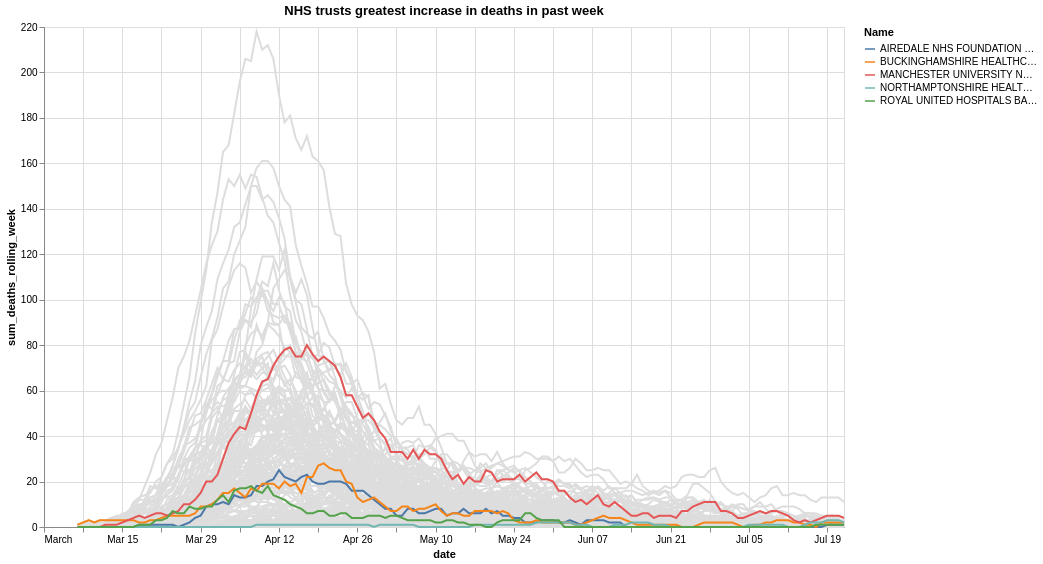 NHS trusts greatest increase in deaths in past week
220
200
180
160
140
120
100
80
60
40
20
0
sum_deaths_rolling_week
March
Mar 15
Mar 29
Apr 12
Apr 26
May 10
May 24
Jun 07
Jun 21
Jul 05
Jul 19
date
Name
AIREDALE NHS FOUNDATION …
BUCKINGHAMSHIRE HEALTHC…
MANCHESTER UNIVERSITY N…
NORTHAMPTONSHIRE HEALT…
ROYAL UNITED HOSPITALS BA…